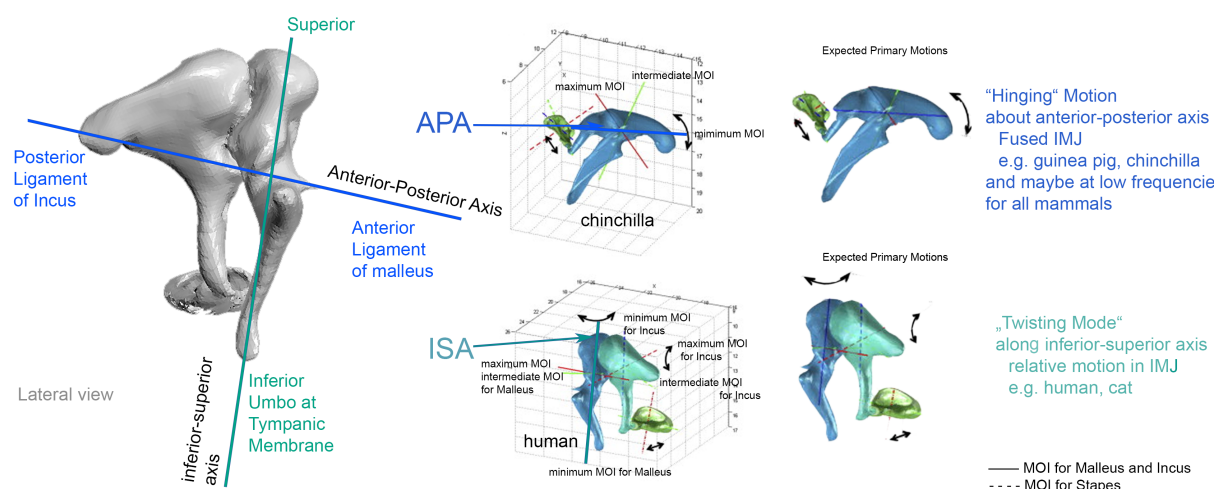 Superior
Posterior
Ligament
of Incus
Anterior-Posterior Axis
Anterior
Ligament
of malleus
Lateral view
inferior-superior
axis
Inferior
Umbo at
Tympanic
Membrane
APA
maximum MOI
intermediate MOI
mimimum MOI
chinchilla
Expected Primary Motions
“Hinging“ Motion
about anterior-posterior axis
Fused IMJ
e.g. guinea pig, chinchilla
and maybe at low frequencie
for all mammals
ISA
minimum MOI
for Incus
maximum MOI
for Incus
maximum MOI
intermediate MOI
for Malleus
intermediate MOI
for Incus
human
minimum MOI for Malleus
Expected Primary Motions
„Twisting Mode“
along inferior-superior axis
relative motion in IMJ
e.g. human, cat
MOI for Malleus and Incus
MOI for Stapes